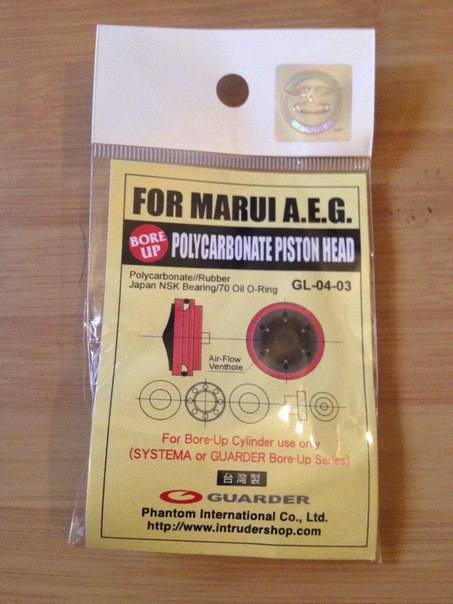 FOR MARUI A.E.G.
BORE UP
POLYCARBONATE PISTON HEAD
Polycarbonate//Rubber
Japan NSK Bearing/70 Oil O-Ring
GL-04-03
Air-Flow
Venthole
For Bore-Up Cylinder use only
(SYSTEMA or GUARDER Bore-Up Series)
台灣製
GUARDER
Phantom International Co., Ltd.
http://www.intrudershop.com